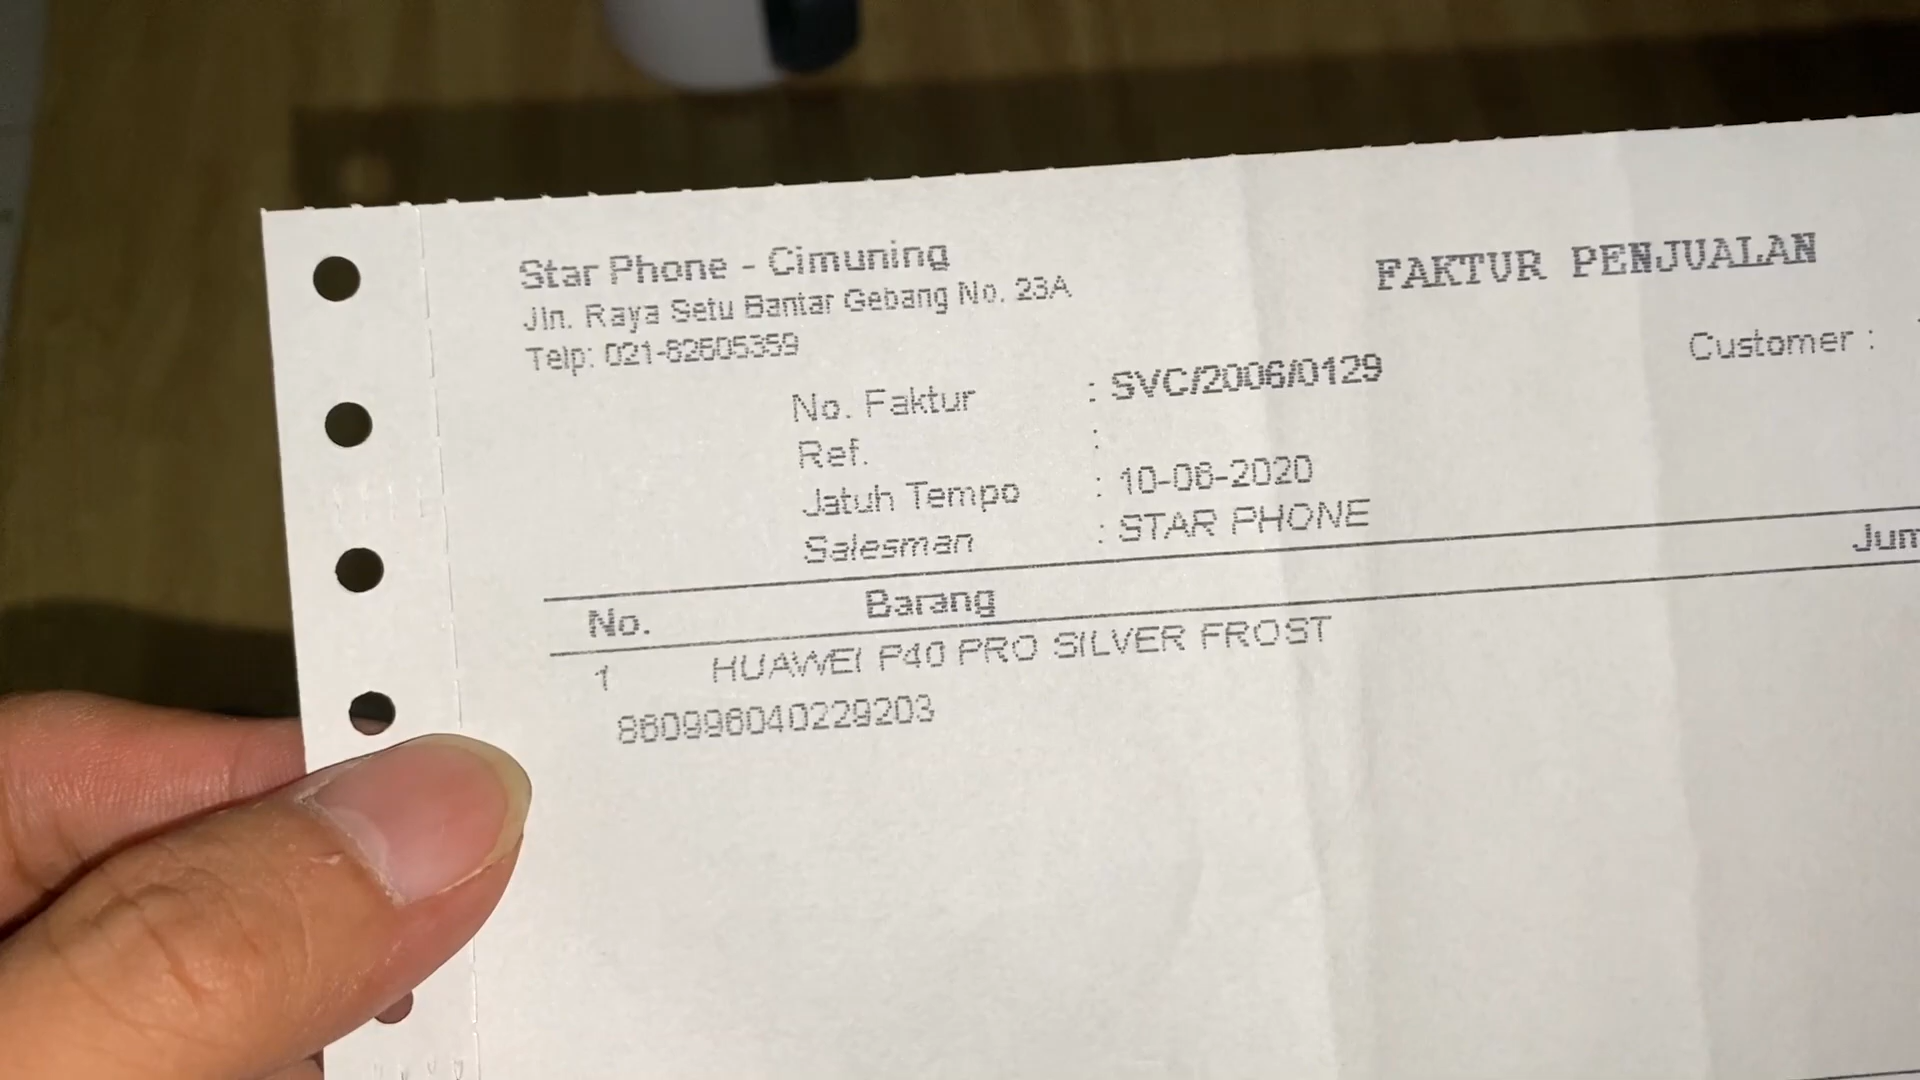 Star Phone - Cimuning
Jln. Raya Setu Bantar Gebang No. 23A
Telp: 021-82605359
FAKTUR PENJUALAN
Customer :
No. Faktur : SVC/2006/0129
Ref. :
Jatuh Tempo : 10-06-2020
Salesman : STAR PHONE
No. Barang Jum
1 HUAWEI P40 PRO SILVER FROST
860996040229203